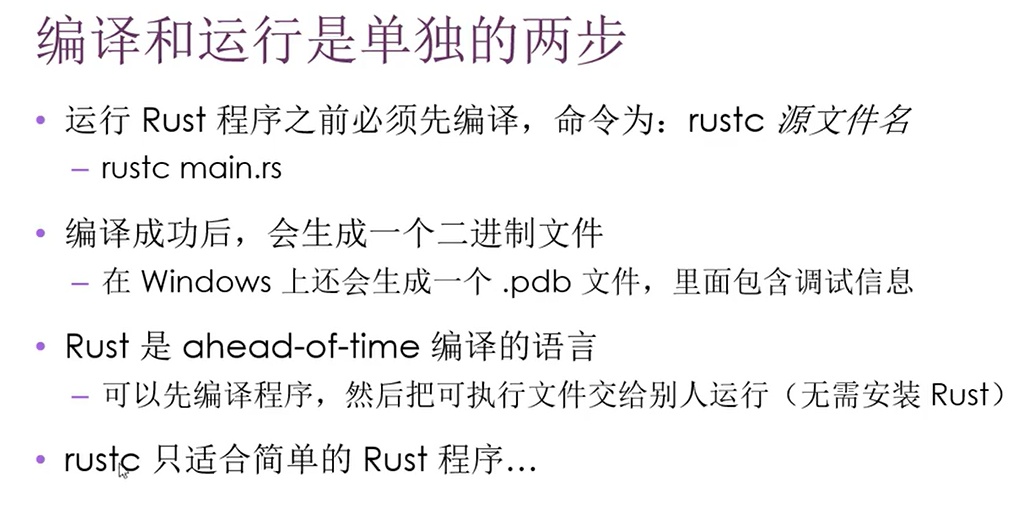 编译和运行是单独的两步
• 运行 Rust 程序之前必须先编译，命令为：rustc 源文件名
– rustc main.rs
• 编译成功后，会生成一个二进制文件
– 在 Windows 上还会生成一个 .pdb 文件，里面包含调试信息
• Rust 是 ahead-of-time 编译的语言
– 可以先编译程序，然后把可执行文件交给别人运行（无需安装 Rust）
• rustc 只适合简单的 Rust 程序…